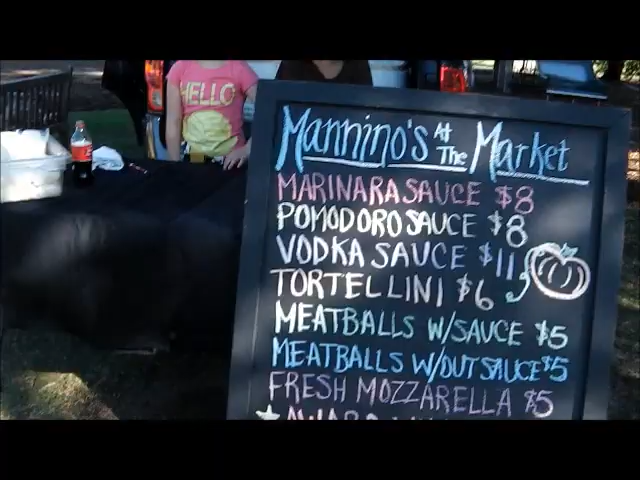 HELLO
Mannino's At The Market
MARINARA SAUCE $8
POMODORO SAUCE $8
VODKA SAUCE $11
TORTELLINI $6
MEATBALLS W/SAUCE $5
MEATBALLS W/OUT SAUCE $5
FRESH MOZZARELLA $5